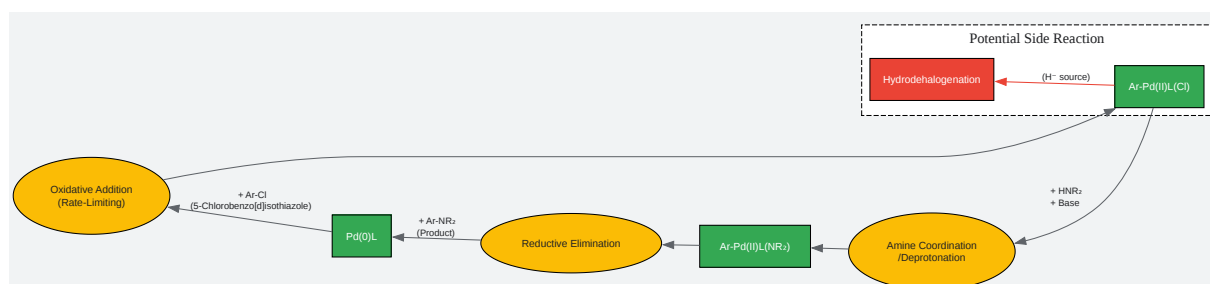 Potential Side Reaction
Hydrodehalogenation
(H⁻ source)
Ar-Pd(II)L(Cl)
Oxidative Addition
(Rate-Limiting)
+ Ar-Cl
(5-Chlorobenzo[d]isothiazole)
Pd(0)L
+ Ar-NR₂
(Product)
Reductive Elimination
Ar-Pd(II)L(NR₂)
Amine Coordination
/Deprotonation
+ HNR₂
+ Base